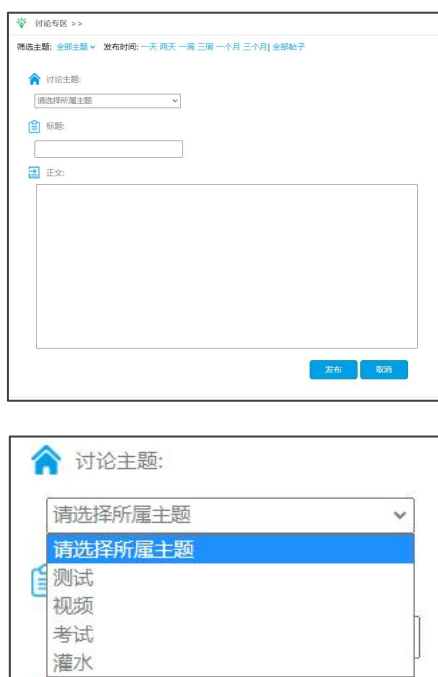 讨论专区 >>
筛选主题: 全部主题 发布时间: 一天 两天 一周 三周 一个月 三个月| 全部帖子
讨论主题:
请选择所属主题
标题:
正文:
发布 取消
讨论主题:
请选择所属主题
请选择所属主题
测试
视频
考试
灌水